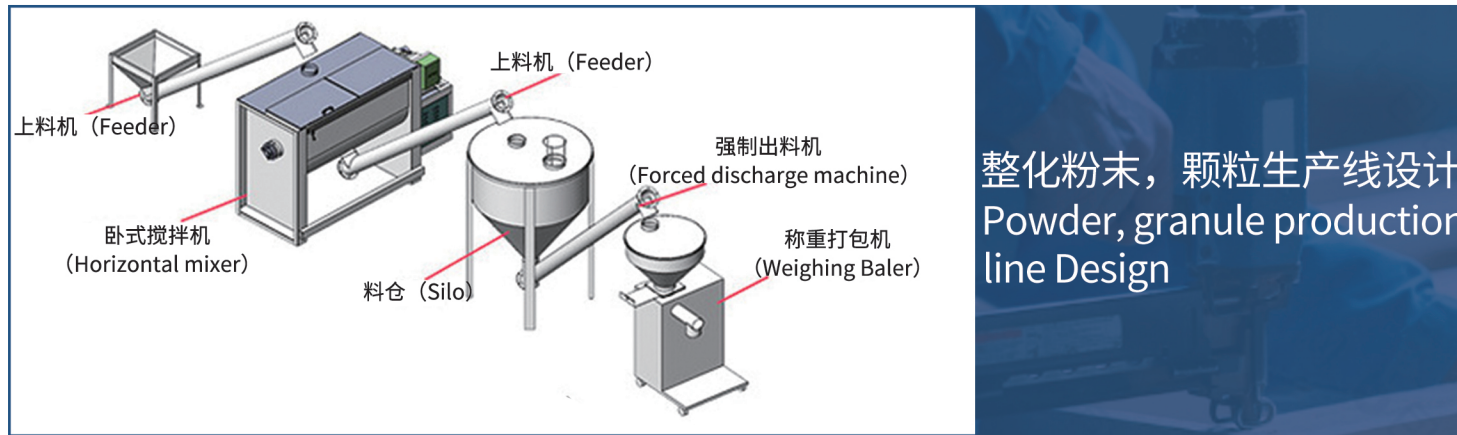 上料机（Feeder）
上料机（Feeder）
强制出料机
（Forced discharge machine）
卧式搅拌机
（Horizontal mixer）
称重打包机
（Weighing Baler）
料仓（Silo）
整化粉末，颗粒生产线设计
Powder, granule production
line Design